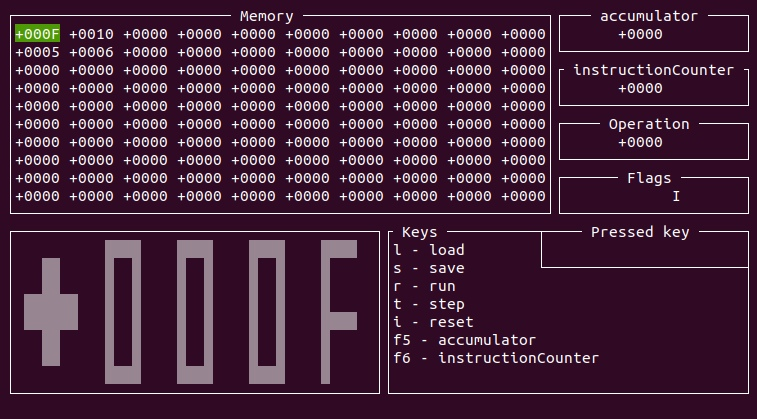 Memory
+000F +0010 +0000 +0000 +0000 +0000 +0000 +0000 +0000 +0000
+0005 +0006 +0000 +0000 +0000 +0000 +0000 +0000 +0000 +0000
+0000 +0000 +0000 +0000 +0000 +0000 +0000 +0000 +0000 +0000
+0000 +0000 +0000 +0000 +0000 +0000 +0000 +0000 +0000 +0000
+0000 +0000 +0000 +0000 +0000 +0000 +0000 +0000 +0000 +0000
+0000 +0000 +0000 +0000 +0000 +0000 +0000 +0000 +0000 +0000
+0000 +0000 +0000 +0000 +0000 +0000 +0000 +0000 +0000 +0000
+0000 +0000 +0000 +0000 +0000 +0000 +0000 +0000 +0000 +0000
+0000 +0000 +0000 +0000 +0000 +0000 +0000 +0000 +0000 +0000
+0000 +0000 +0000 +0000 +0000 +0000 +0000 +0000 +0000 +0000
accumulator
+0000
instructionCounter
+0000
Operation
+0000
Flags
I
+000F
Keys
l - load
s - save
r - run
t - step
i - reset
f5 - accumulator
f6 - instructionCounter
Pressed key